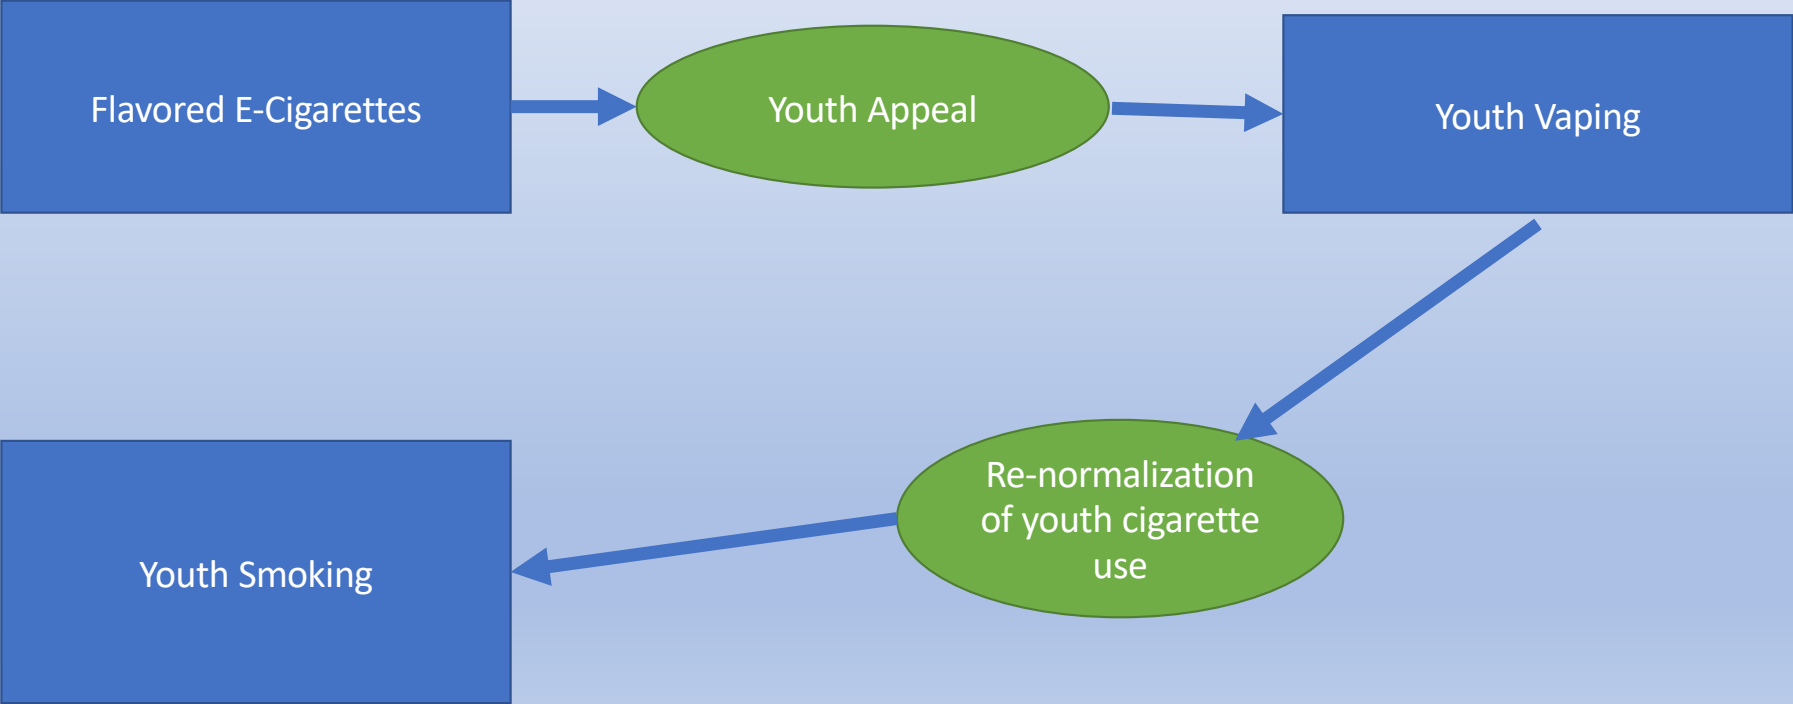 Flavored E-Cigarettes
Youth Appeal
Youth Vaping
Re-normalization
of youth cigarette
use
Youth Smoking